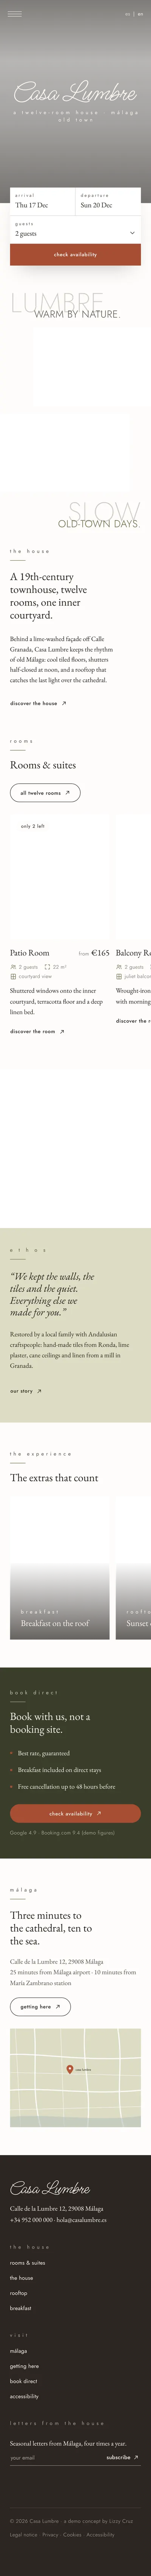 es | en
Casa Lumbre
a twelve-room house · málaga
old town
arrival
departure
Thu 17 Dec
Sun 20 Dec
guests
2 guests
check availability
LUMBRE
WARM BY NATURE.
SLOW
OLD-TOWN DAYS.
the house
A 19th-century
townhouse, twelve
rooms, one inner
courtyard.
Behind a lime-washed façade off Calle
Granada, Casa Lumbre keeps the rhythm
of old Málaga: cool tiled floors, shutters
half-closed at noon, and a rooftop that
catches the last light over the cathedral.
discover the house
rooms
Rooms & suites
all twelve rooms
only 2 left
Patio Room
from €165
Balcony Ro
2 guests
22 m²
2 guests
courtyard view
juliet balcon
Shuttered windows onto the inner
courtyard, terracotta floor and a deep
linen bed.
Wrought-iron
with morning
discover the room
discover the r
ethos
“We kept the walls, the
tiles and the quiet.
Everything else we
made for you.”
Restored by a local family with Andalusian
craftspeople: hand-made tiles from Ronda, lime
plaster, cane ceilings and linen from a mill in
Granada.
our story
the experience
The extras that count
breakfast
Breakfast on the roof
rooftop
Sunset
book direct
Book with us, not a
booking site.
Best rate, guaranteed
Breakfast included on direct stays
Free cancellation up to 48 hours before
check availability
Google 4.9 · Booking.com 9.4 (demo figures)
málaga
Three minutes to
the cathedral, ten to
the sea.
Calle de la Lumbre 12, 29008 Málaga
25 minutes from Málaga airport · 10 minutes from
María Zambrano station
getting here
Casa Lumbre
Casa Lumbre
Calle de la Lumbre 12, 29008 Málaga
+34 952 000 000 · hola@casalumbre.es
the house
rooms & suites
the house
rooftop
breakfast
visit
málaga
getting here
book direct
accessibility
letters from the house
Seasonal letters from Málaga, four times a year.
your email
subscribe
© 2026 Casa Lumbre · a demo concept by Lizzy Cruz
Legal notice · Privacy · Cookies · Accessibility